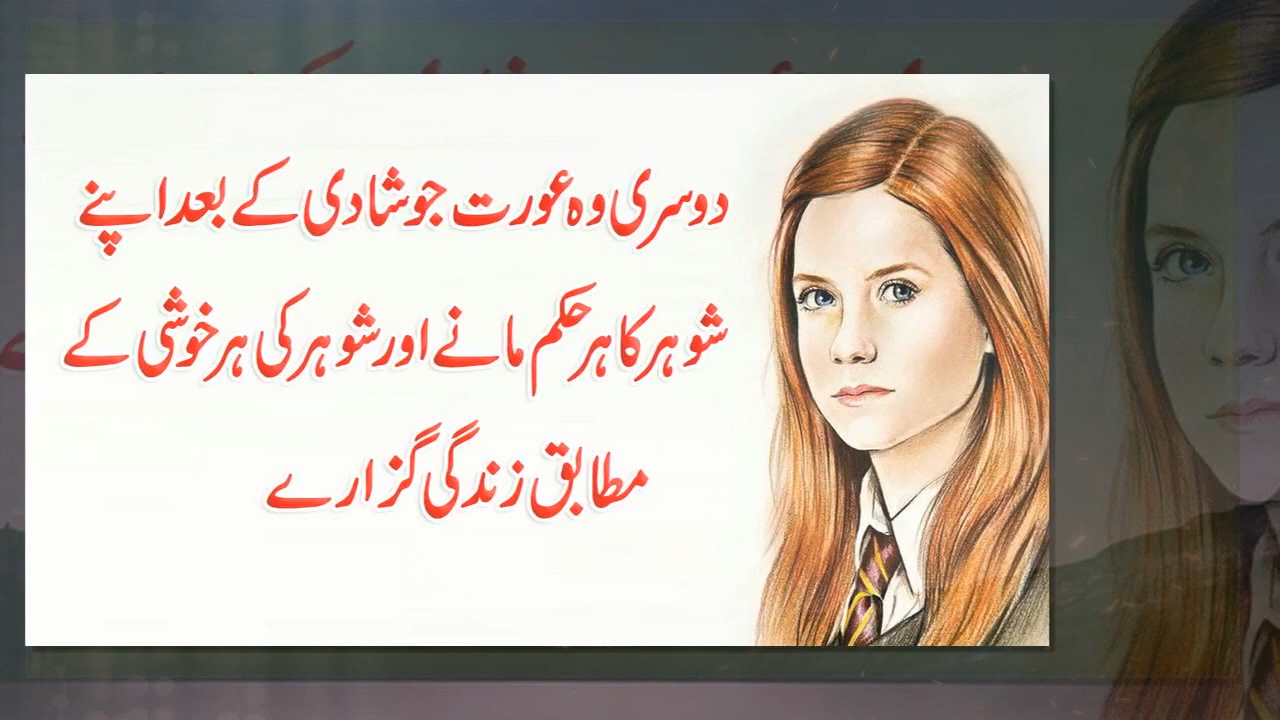 دوسری وہ عورت جو شادی کے بعد اپنے
شوہر کا ہر حکم مانے اور شوہر کی ہر خوشی کے
مطابق زندگی گزارے